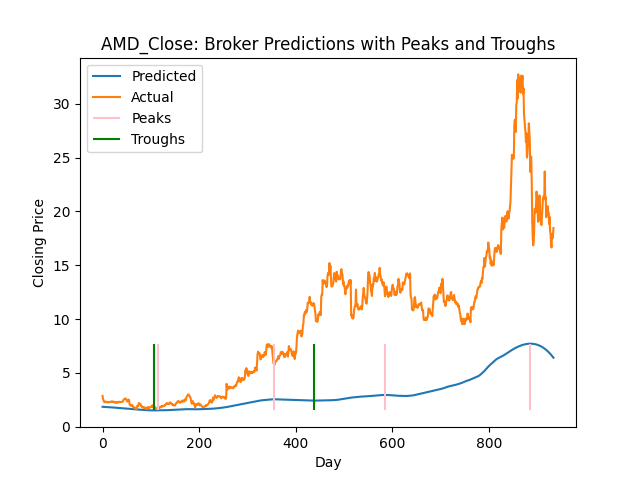 AMD_Close: Broker Predictions with Peaks and Troughs
Predicted
Actual
Peaks
Troughs
Closing Price
30
25
20
15
10
5
0
0
200
400
600
800
Day